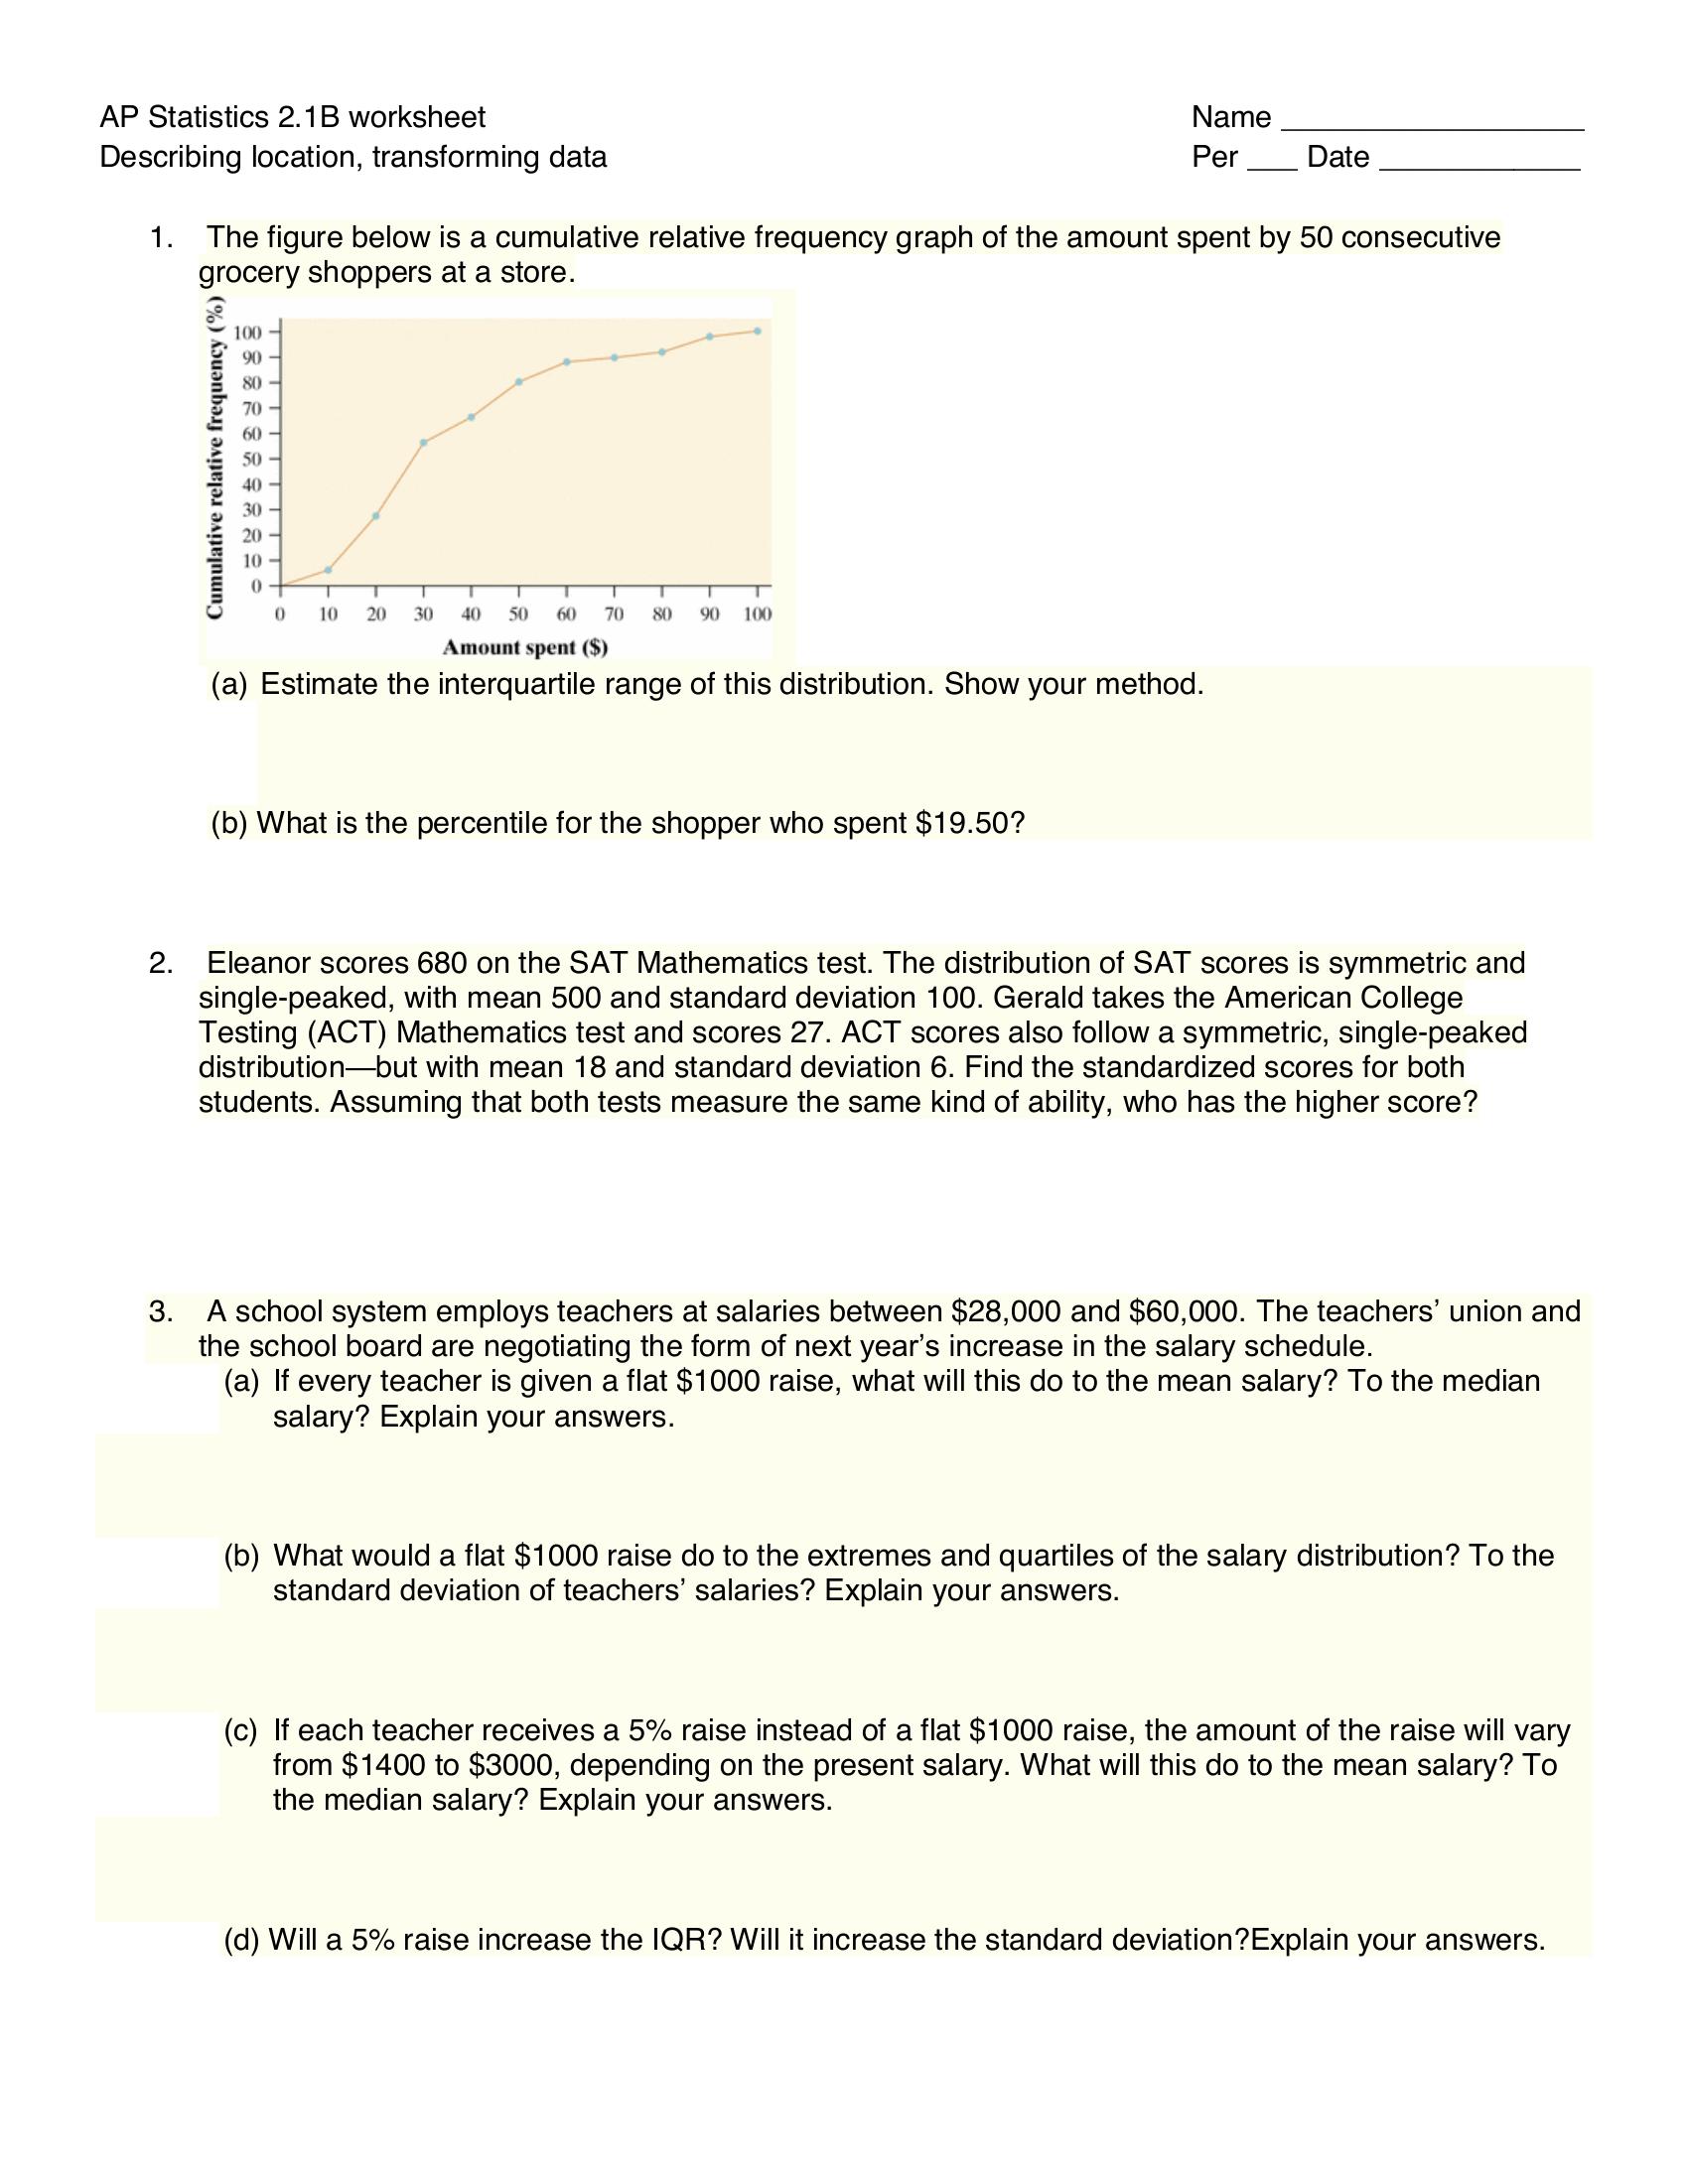 AP Statistics 2.1B worksheet
Name ___________________
Describing location, transforming data
Per ___ Date ____________
1. The figure below is a cumulative relative frequency graph of the amount spent by 50 consecutive
grocery shoppers at a store.
Cumulative relative frequency (%)
100
90
80
70
60
50
40
30
20
10
0
0 10 20 30 40 50 60 70 80 90 100
Amount spent ($)
(a) Estimate the interquartile range of this distribution. Show your method.
(b) What is the percentile for the shopper who spent $19.50?
2. Eleanor scores 680 on the SAT Mathematics test. The distribution of SAT scores is symmetric and
single-peaked, with mean 500 and standard deviation 100. Gerald takes the American College
Testing (ACT) Mathematics test and scores 27. ACT scores also follow a symmetric, single-peaked
distribution—but with mean 18 and standard deviation 6. Find the standardized scores for both
students. Assuming that both tests measure the same kind of ability, who has the higher score?
3. A school system employs teachers at salaries between $28,000 and $60,000. The teachers’ union and
the school board are negotiating the form of next year’s increase in the salary schedule.
(a) If every teacher is given a flat $1000 raise, what will this do to the mean salary? To the median
salary? Explain your answers.
(b) What would a flat $1000 raise do to the extremes and quartiles of the salary distribution? To the
standard deviation of teachers’ salaries? Explain your answers.
(c) If each teacher receives a 5% raise instead of a flat $1000 raise, the amount of the raise will vary
from $1400 to $3000, depending on the present salary. What will this do to the mean salary? To
the median salary? Explain your answers.
(d) Will a 5% raise increase the IQR? Will it increase the standard deviation?Explain your answers.